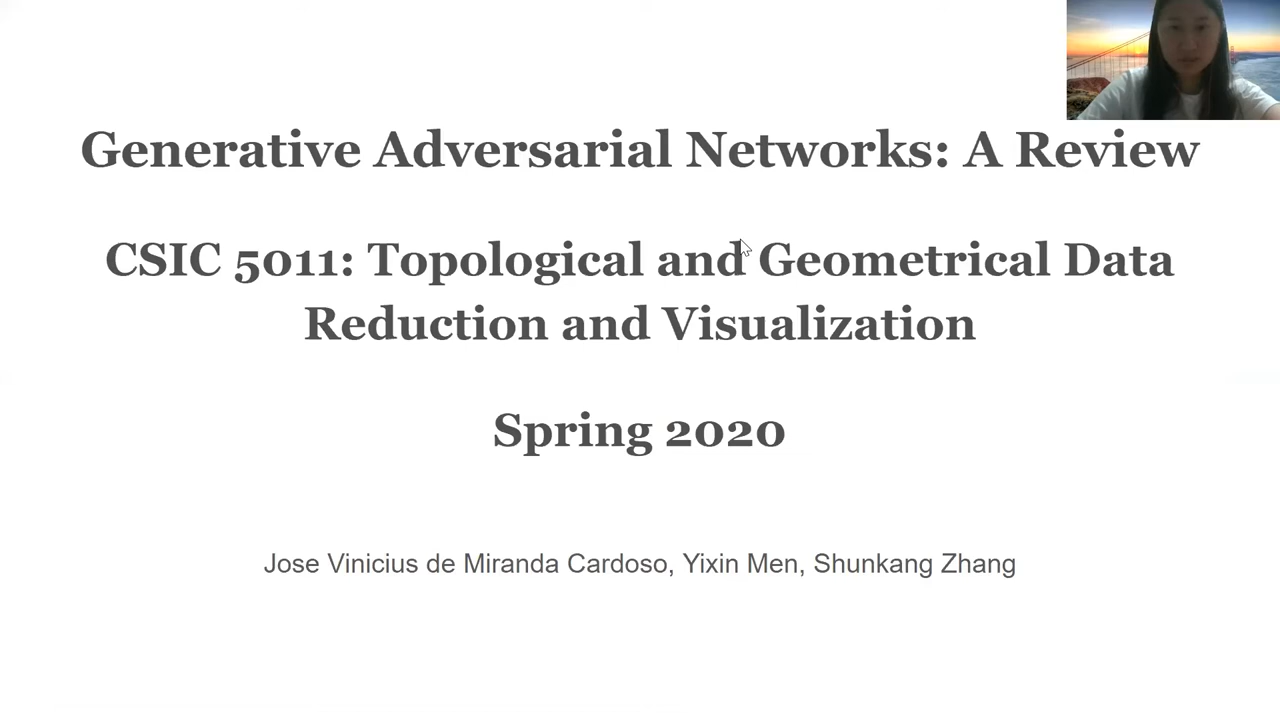 Generative Adversarial Networks: A Review
CSIC 5011: Topological and Geometrical Data
Reduction and Visualization
Spring 2020
Jose Vinicius de Miranda Cardoso, Yixin Men, Shunkang Zhang